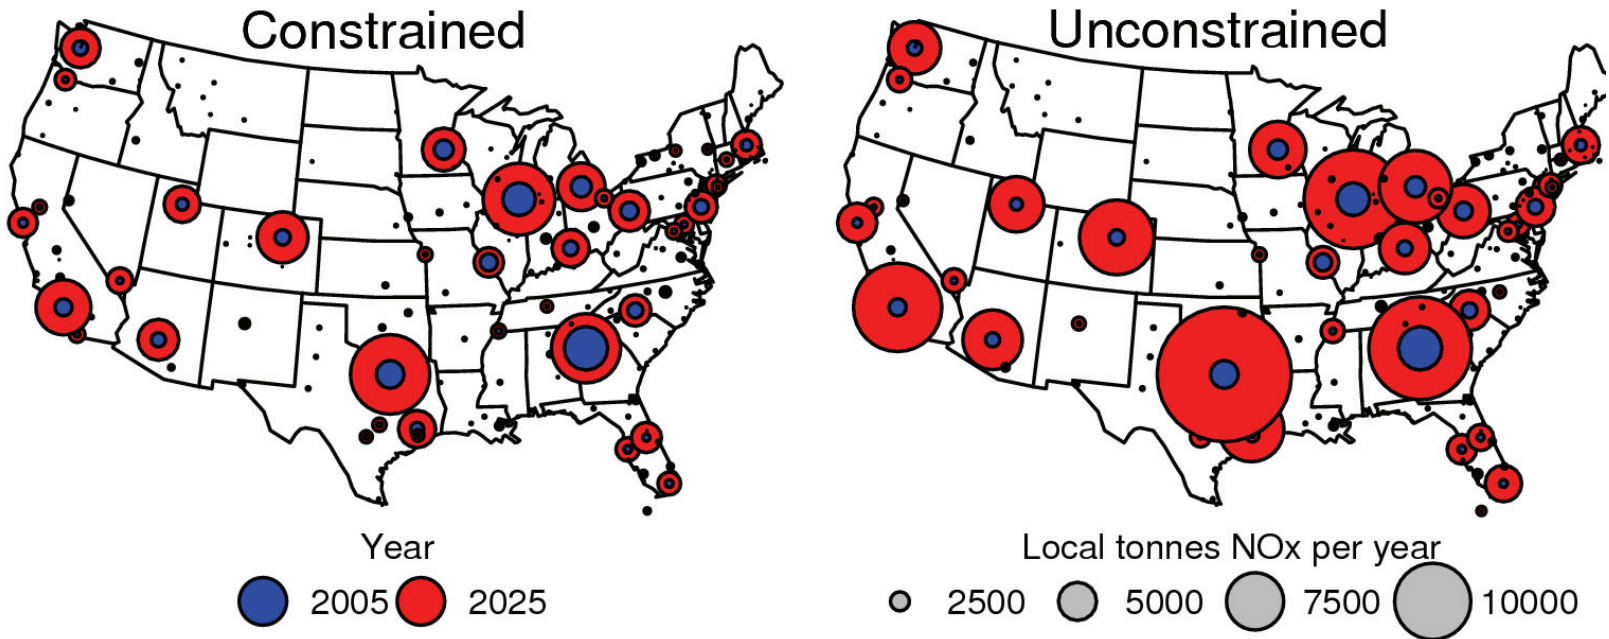 Constrained
Unconstrained
Year
2005 2025
Local tonnes NOx per year
2500 5000 7500 10000